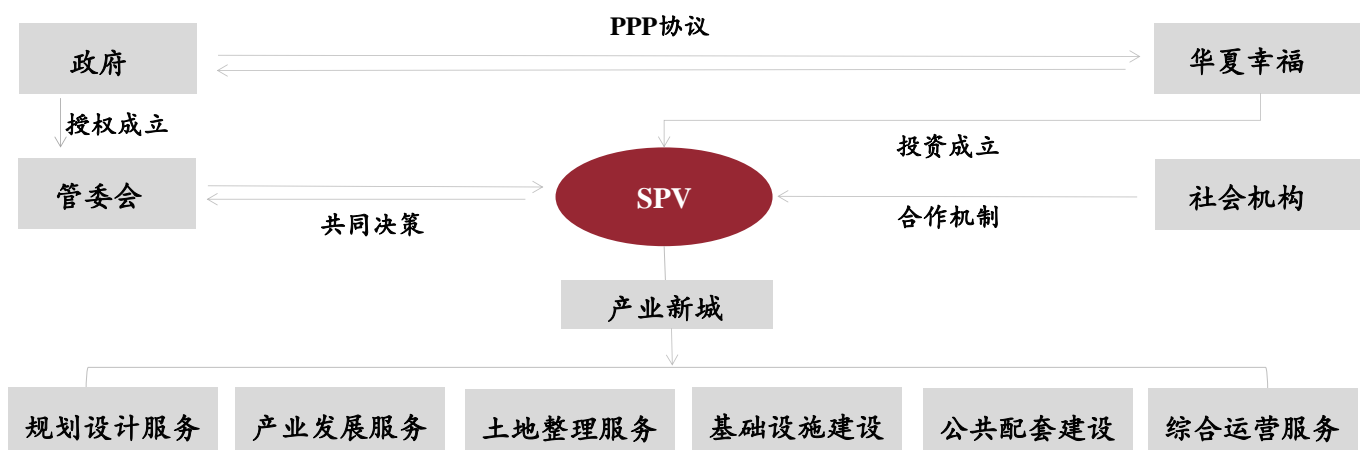 PPP协议
政府
华夏幸福
授权成立
投资成立
管委会
SPV
社会机构
共同决策
合作机制
产业新城
规划设计服务
产业发展服务
土地整理服务
基础设施建设
公共配套建设
综合运营服务